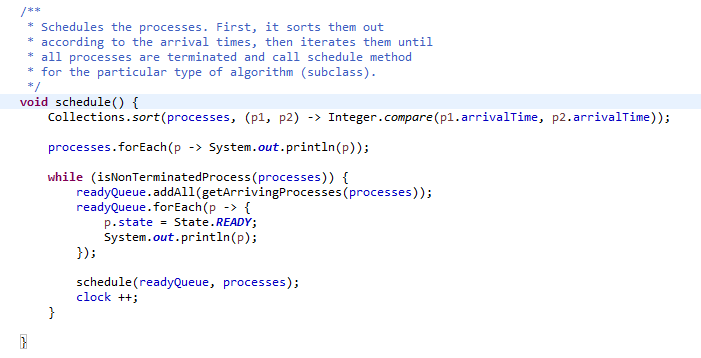 /**
 * Schedules the processes. First, it sorts them out
 * according to the arrival times, then iterates them until
 * all processes are terminated and call schedule method
 * for the particular type of algorithm (subclass).
 */
void schedule() {
    Collections.sort(processes, (p1, p2) -> Integer.compare(p1.arrivalTime, p2.arrivalTime));

    processes.forEach(p -> System.out.println(p));

    while (isNonTerminatedProcess(processes)) {
        readyQueue.addAll(getArrivingProcesses(processes));
        readyQueue.forEach(p -> {
            p.state = State.READY;
            System.out.println(p);
        });

        schedule(readyQueue, processes);
        clock ++;
    }

}